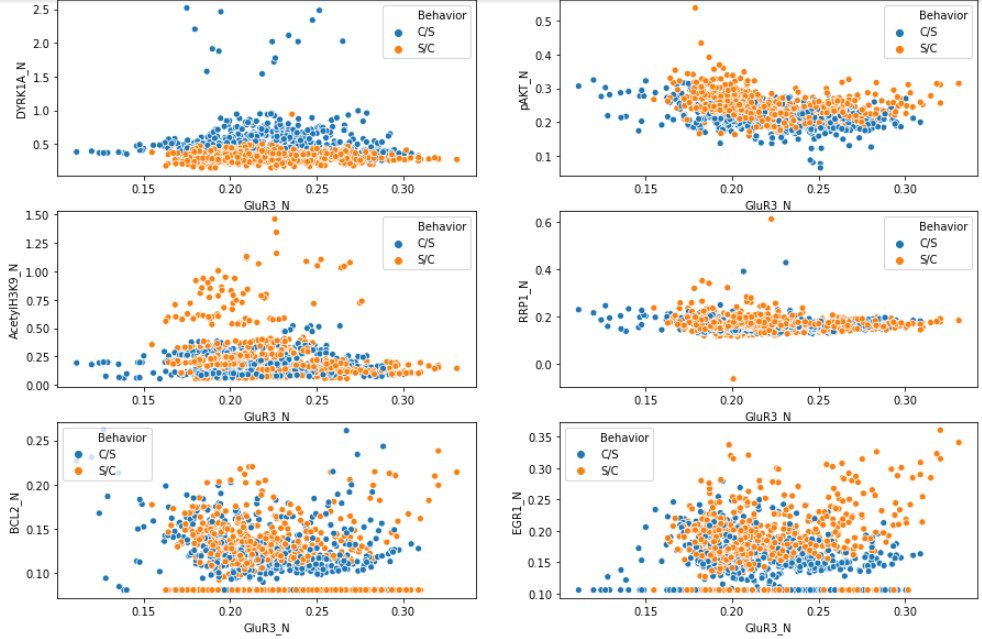 2.5
2.0
1.5
1.0
0.5
DYRK1A_N
Behavior
C/S
S/C
0.15 0.20 0.25 0.30
GluR3_N
0.5
0.4
0.3
0.2
0.1
pAKT_N
Behavior
C/S
S/C
0.15 0.20 0.25 0.30
GluR3_N
1.50
1.25
1.00
0.75
0.50
0.25
0.00
AcetylH3K9_N
Behavior
C/S
S/C
0.15 0.20 0.25 0.30
GluR3_N
0.6
0.4
0.2
0.0
RRP1_N
Behavior
C/S
S/C
0.15 0.20 0.25 0.30
GluR3_N
0.25
0.20
0.15
0.10
BCL2_N
Behavior
C/S
S/C
0.15 0.20 0.25 0.30
GluR3_N
0.35
0.30
0.25
0.20
0.15
0.10
EGR1_N
Behavior
C/S
S/C
0.15 0.20 0.25 0.30
GluR3_N